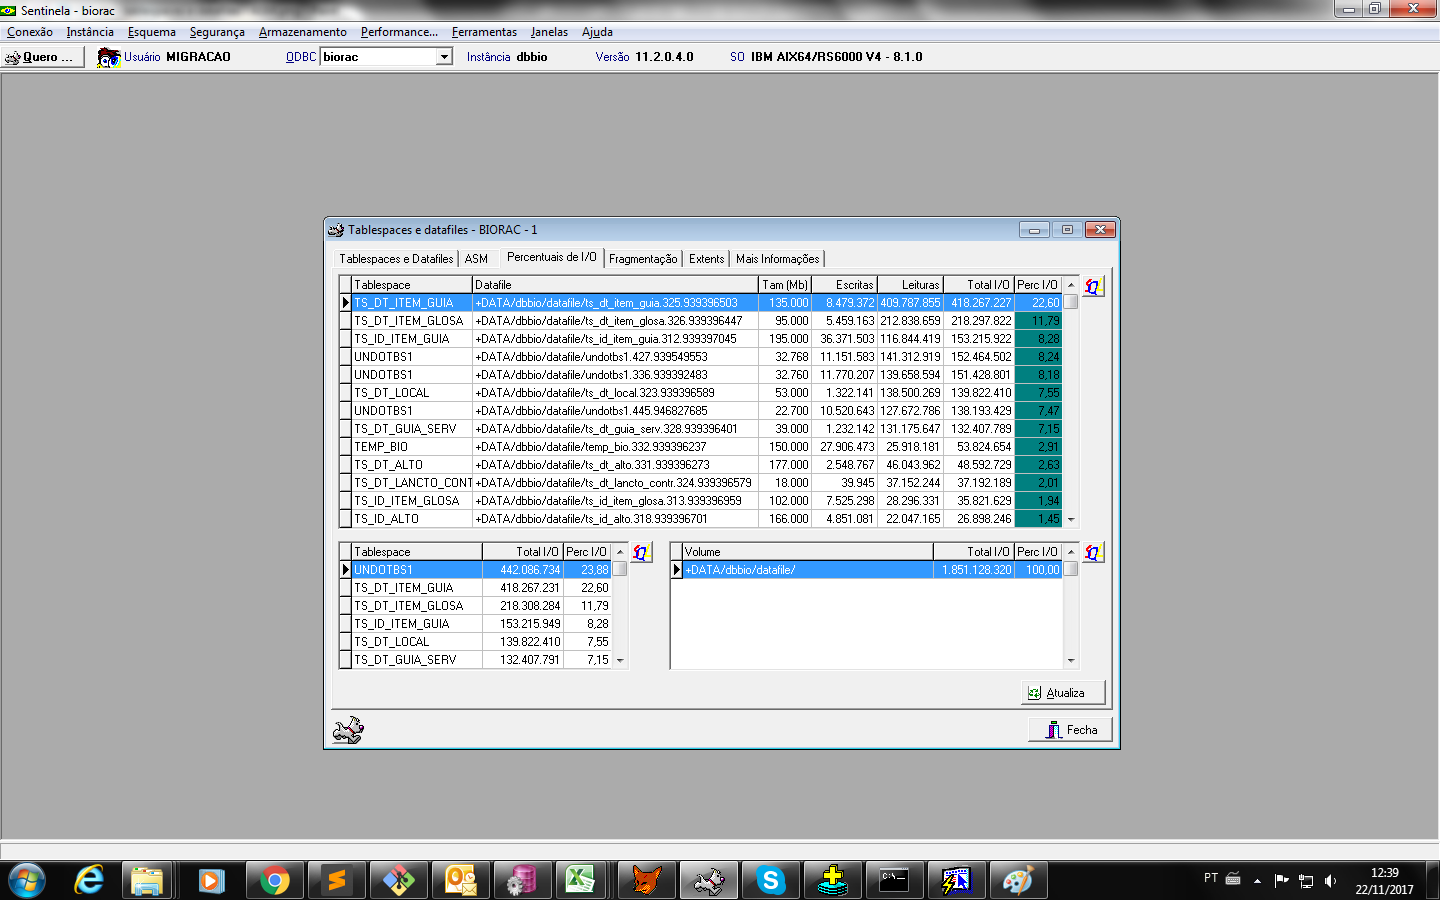 Sentinela - biorac
Conexão Instância Esquema Segurança Armazenamento Performance... Ferramentas Janelas Ajuda
Quero ... Usuário MIGRACAO ODBC biorac Instância dbbio Versão 11.2.0.4.0 SO IBM AIX64/RS6000 V4 - 8.1.0
Tablespaces e datafiles - BIORAC - 1
Tablespaces e Datafiles ASM Percentuais de I/O Fragmentação Extents Mais Informações
Tablespace Datafile Tam (Mb) Escritas Leituras Total I/O Perc I/O
TS_DT_ITEM_GUIA +DATA/dbbio/datafile/ts_dt_item_guia.325.939396503 135.000 8.479.372 409.787.855 418.267.227 22,60
TS_DT_ITEM_GLOSA +DATA/dbbio/datafile/ts_dt_item_glosa.326.939396447 95.000 5.459.163 212.838.659 218.297.822 11,79
TS_ID_ITEM_GUIA +DATA/dbbio/datafile/ts_id_item_guia.312.939397045 195.000 36.371.503 116.844.419 153.215.922 8,28
UNDOTBS1 +DATA/dbbio/datafile/undotbs1.427.939549553 32.768 11.151.583 141.312.919 152.464.502 8,24
UNDOTBS1 +DATA/dbbio/datafile/undotbs1.336.939392483 32.760 11.770.207 139.658.594 151.428.801 8,18
TS_DT_LOCAL +DATA/dbbio/datafile/ts_dt_local.323.939396589 53.000 1.322.141 138.500.269 139.822.410 7,55
UNDOTBS1 +DATA/dbbio/datafile/undotbs1.445.946827685 22.700 10.520.643 127.672.786 138.193.429 7,47
TS_DT_GUIA_SERV +DATA/dbbio/datafile/ts_dt_guia_serv.328.939396401 39.000 1.232.142 131.175.647 132.407.789 7,15
TEMP_BIO +DATA/dbbio/datafile/temp_bio.332.939396237 150.000 27.906.473 25.918.181 53.824.654 2,91
TS_DT_ALTO +DATA/dbbio/datafile/ts_dt_alto.331.939396273 177.000 2.548.767 46.043.962 48.592.729 2,63
TS_DT_LANCTO_CONT +DATA/dbbio/datafile/ts_dt_lancto_contr.324.939396579 18.000 39.945 37.152.244 37.192.189 2,01
TS_ID_ITEM_GLOSA +DATA/dbbio/datafile/ts_id_item_glosa.313.939396959 102.000 7.525.298 28.296.331 35.821.629 1,94
TS_ID_ALTO +DATA/dbbio/datafile/ts_id_alto.318.939396701 166.000 4.851.081 22.047.165 26.898.246 1,45
Tablespace Total I/O Perc I/O
UNDOTBS1 442.086.734 23,88
TS_DT_ITEM_GUIA 418.267.231 22,60
TS_DT_ITEM_GLOSA 218.308.284 11,79
TS_ID_ITEM_GUIA 153.215.949 8,28
TS_DT_LOCAL 139.822.410 7,55
TS_DT_GUIA_SERV 132.407.791 7,15
Volume Total I/O Perc I/O
+DATA/dbbio/datafile/ 1.851.128.320 100,00
Atualiza
Fecha
C:\
PT
12:39
22/11/2017